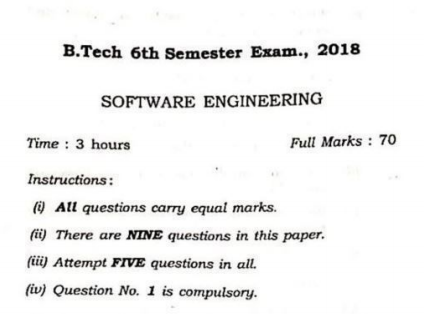 B.Tech 6th Semester Exam., 2018
SOFTWARE ENGINEERING
Time : 3 hours Full Marks : 70
Instructions :
(i) All questions carry equal marks.
(ii) There are NINE questions in this paper.
(iii) Attempt FIVE questions in all.
(iv) Question No. 1 is compulsory.